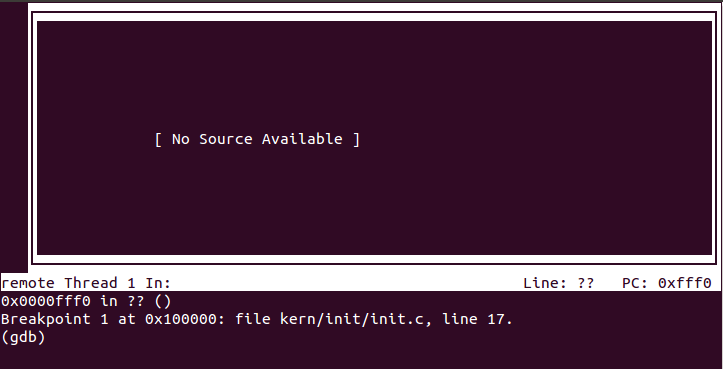 [ No Source Available ]
remote Thread 1 In: Line: ?? PC: 0xfff0
0x0000fff0 in ?? ()
Breakpoint 1 at 0x100000: file kern/init/init.c, line 17.
(gdb)